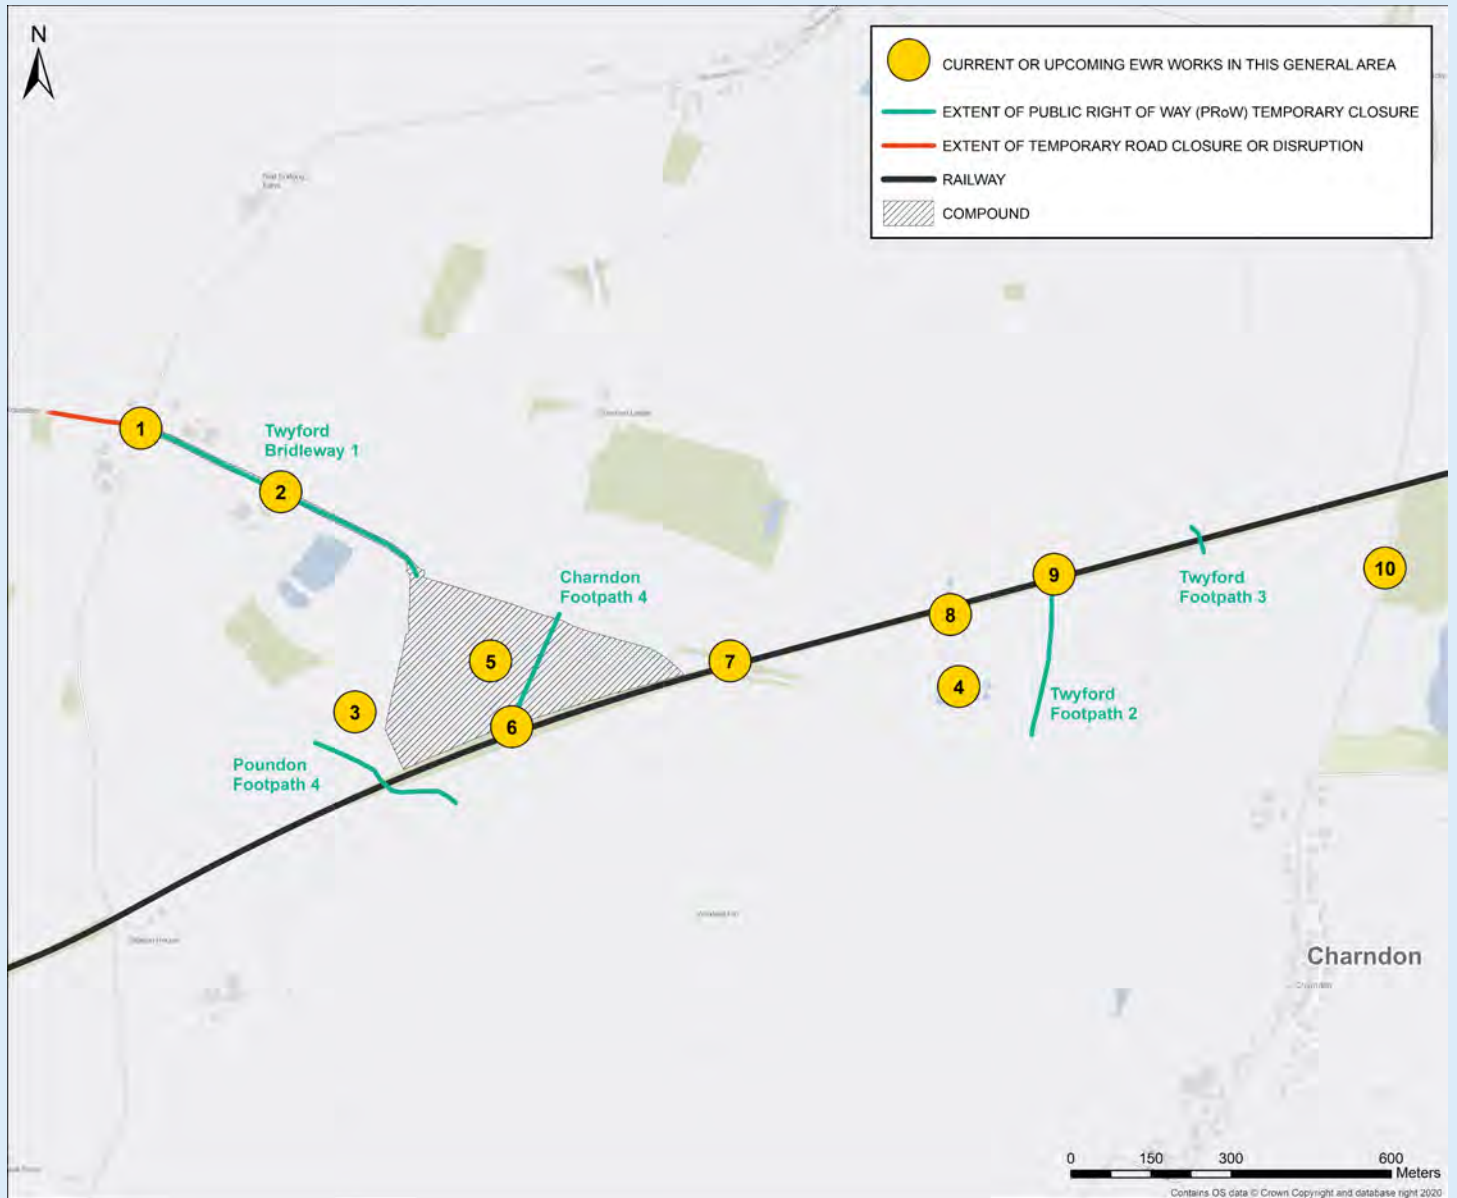 N
CURRENT OR UPCOMING EWR WORKS IN THIS GENERAL AREA
EXTENT OF PUBLIC RIGHT OF WAY (PRoW) TEMPORARY CLOSURE
EXTENT OF TEMPORARY ROAD CLOSURE OR DISRUPTION
RAILWAY
COMPOUND
1
Twyford
Bridleway 1
2
Charndon
Footpath 4
9
Twyford
Footpath 3
10
8
5
7
4
3
6
Twyford
Footpath 2
Poundon
Footpath 4
Charndon
Charndon
0 150 300 600
Meters
Contains OS data © Crown Copyright and database right 2020